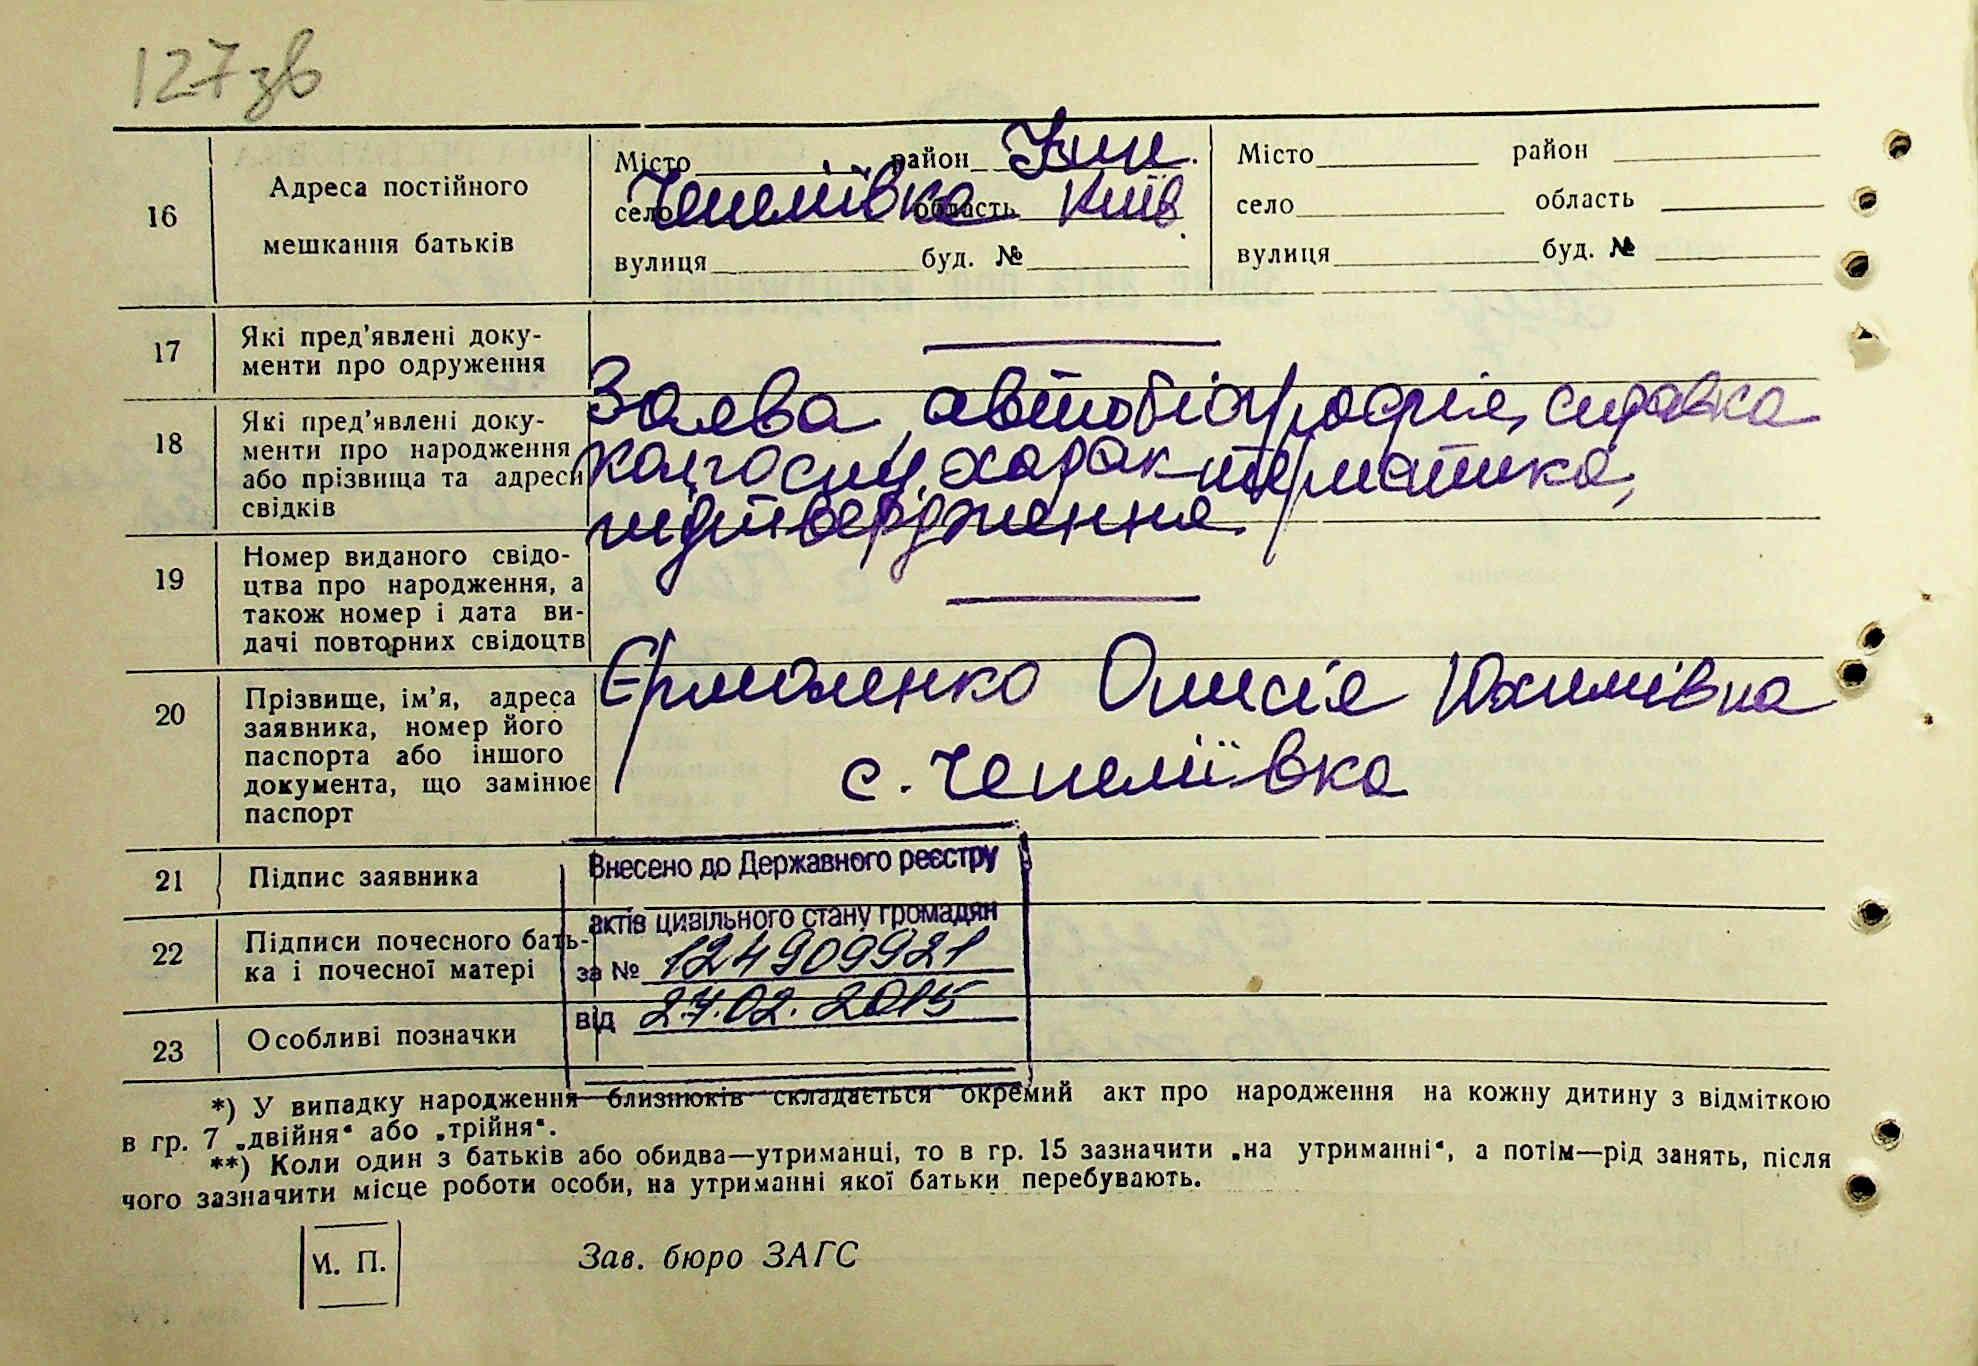 127зв
16 Адреса постійного мешкання батьків
Місто район Узин.
село Чепеліївка область Київ.
вулиця буд. №
Місто район
село область
вулиця буд. №
17 Які пред'явлені доку-
менти про одруження —
18 Які пред'явлені доку-
менти про народження
або прізвища та адреси
свідків
Заява, автобіографія, справка
колгоспу, характеристика,
підтвердження
19 Номер виданого свідо-
цтва про народження, а
також номер і дата ви-
дачі повторних свідоцтв —
20 Прізвище, ім'я, адреса
заявника, номер його
паспорта або іншого
документа, що замінює
паспорт
Єрмоленко Олисія Юхимівна
с. Чепеліївка
21 Підпис заявника
22 Підписи почесного бать-
ка і почесної матері
23 Особливі позначки
Внесено до Державного реєстру
актів цивільного стану громадян
за № 124909921
від 27.02.2015
*) У випадку народження близнюків складається окремий акт про народження на кожну дитину з відміткою
в гр. 7 „двійня“ або „трійня“.
**) Коли один з батьків або обидва—утриманці, то в гр. 15 зазначити „на утриманні“, а потім—рід занять, після
чого зазначити місце роботи особи, на утриманні якої батьки перебувають.
М. П.
Зав. бюро ЗАГС